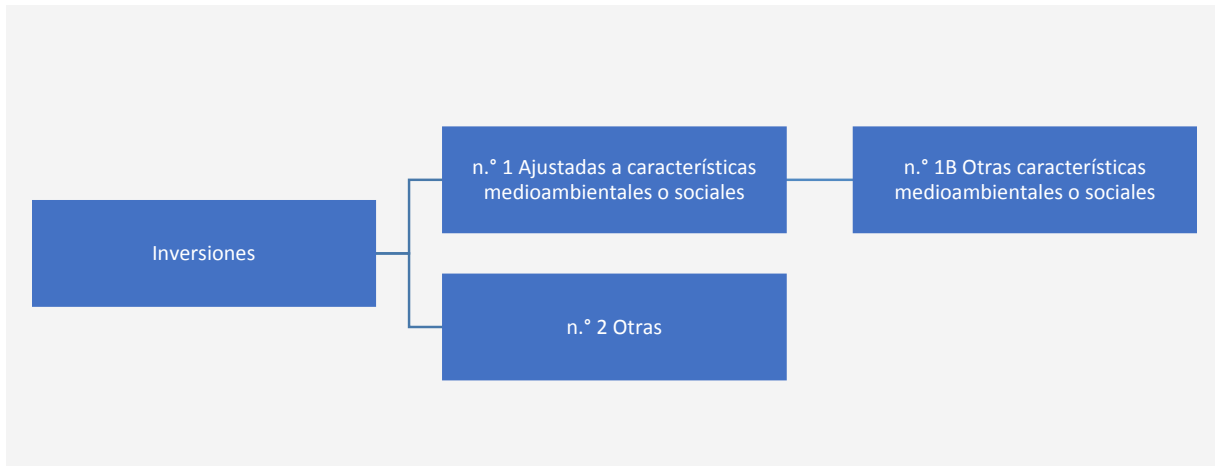 n.° 1 Ajustadas a características
medioambientales o sociales
n.° 1B Otras características
medioambientales o sociales
Inversiones
n.° 2 Otras